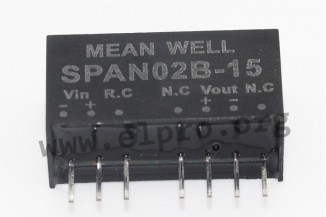 MEAN WELL
SPAN02B-15
Vin R.C N.C Vout N.C
- + - +
www.elpro.org